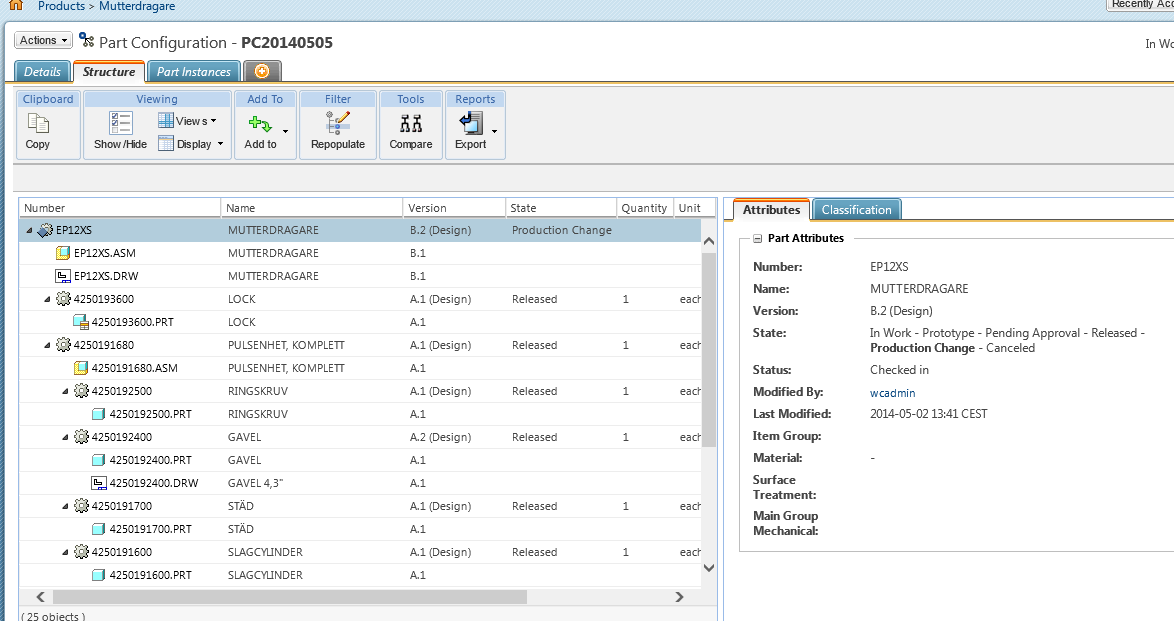 Products > Mutterdragare
Recently Acc
Actions Part Configuration - PC20140505
In Wo
Details Structure Part Instances
Clipboard Viewing Add To Filter Tools Reports
Views
Copy Show/Hide Display Add to Repopulate Compare Export
Number Name Version State Quantity Unit
EP12XS MUTTERDRAGARE B.2 (Design) Production Change
EP12XS.ASM MUTTERDRAGARE B.1
EP12XS.DRW MUTTERDRAGARE B.1
4250193600 LOCK A.1 (Design) Released 1 each
4250193600.PRT LOCK A.1
4250191680 PULSENHET, KOMPLETT A.1 (Design) Released 1 each
4250191680.ASM PULSENHET, KOMPLETT A.1
4250192500 RINGSKRUV A.1 (Design) Released 1 each
4250192500.PRT RINGSKRUV A.1
4250192400 GAVEL A.2 (Design) Released 1 each
4250192400.PRT GAVEL A.1
4250192400.DRW GAVEL 4,3" A.1
4250191700 STÄD A.1 (Design) Released 1 each
4250191700.PRT STÄD A.1
4250191600 SLAGCYLINDER A.1 (Design) Released 1 each
4250191600.PRT SLAGCYLINDER A.1
( 25 objects )
Attributes Classification
Part Attributes
Number: EP12XS
Name: MUTTERDRAGARE
Version: B.2 (Design)
State: In Work - Prototype - Pending Approval - Released -
Production Change - Canceled
Status: Checked in
Modified By: wcadmin
Last Modified: 2014-05-02 13:41 CEST
Item Group:
Material: -
Surface
Treatment:
Main Group
Mechanical: